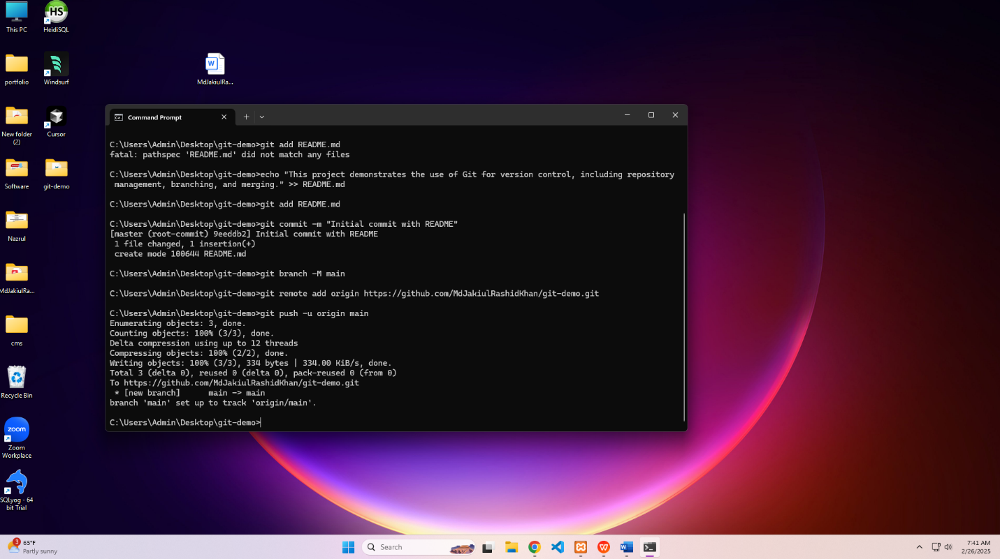 This PC
HeidiSQL
portfolio
Windsurf
MdJakiulRa...
New folder
(2)
Cursor
Software
git-demo
Nazrul
MdJakiulRa...
cms
Recycle Bin
zoom
Zoom
Workplace
SQLyog - 64
bit Trial
HS
W
Command Prompt
C:\Users\Admin\Desktop\git-demo>git add README.md
fatal: pathspec 'README.md' did not match any files
C:\Users\Admin\Desktop\git-demo>echo "This project demonstrates the use of Git for version control, including repository
management, branching, and merging." >> README.md
C:\Users\Admin\Desktop\git-demo>git add README.md
C:\Users\Admin\Desktop\git-demo>git commit -m "Initial commit with README"
[master (root-commit) 9eeddb2] Initial commit with README
1 file changed, 1 insertion(+)
create mode 100644 README.md
C:\Users\Admin\Desktop\git-demo>git branch -M main
C:\Users\Admin\Desktop\git-demo>git remote add origin https://github.com/MdJakiulRashidKhan/git-demo.git
C:\Users\Admin\Desktop\git-demo>git push -u origin main
Enumerating objects: 3, done.
Counting objects: 100% (3/3), done.
Delta compression using up to 12 threads
Compressing objects: 100% (2/2), done.
Writing objects: 100% (3/3), 334 bytes | 334.00 KiB/s, done.
Total 3 (delta 0), reused 0 (delta 0), pack-reused 0 (from 0)
To https://github.com/MdJakiulRashidKhan/git-demo.git
* [new branch]      main -> main
branch 'main' set up to track 'origin/main'.
C:\Users\Admin\Desktop\git-demo>
3
65°F
Partly sunny
Search
W
7:41 AM
2/26/2025